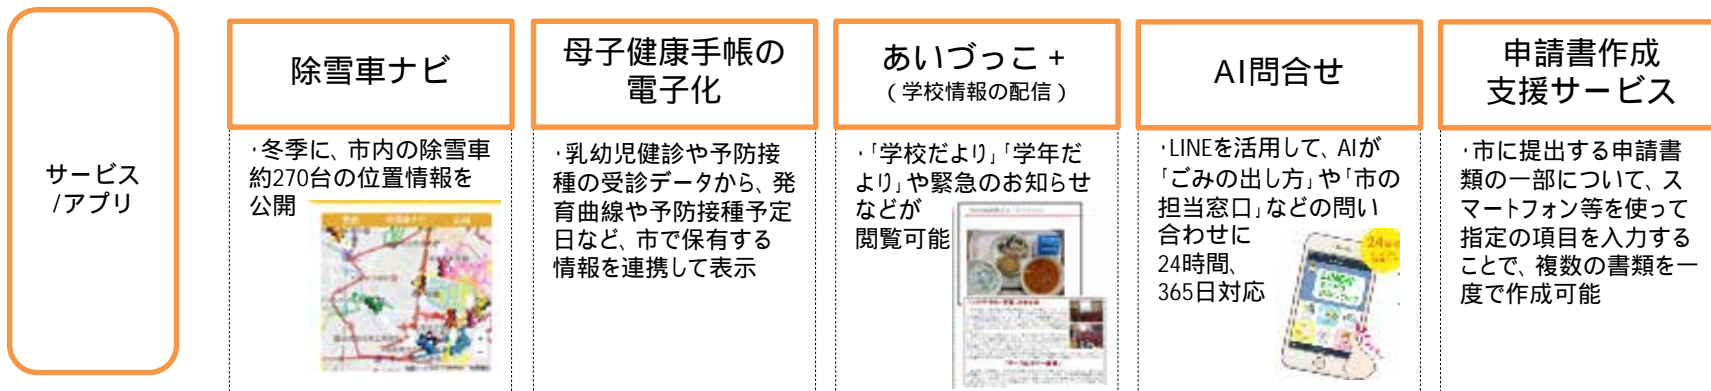 サービス
/アプリ
除雪車ナビ
・冬季に、市内の除雪車
約270台の位置情報を
公開
母子健康手帳の
電子化
・乳幼児健診や予防接
種の受診データから、発
育曲線や予防接種予定
日など、市で保有する
情報を連携して表示
あいづっこ+
(学校情報の配信)
・「学校だより」「学年だ
より」や緊急のお知らせ
などが
閲覧可能
AI問合せ
・LINEを活用して、AIが
「ごみの出し方」や「市の
担当窓口」などの問い
合わせに
24時間、
365日対応
申請書作成
支援サービス
・市に提出する申請書
類の一部について、ス
マートフォン等を使って
指定の項目を入力する
ことで、複数の書類を一
度で作成可能